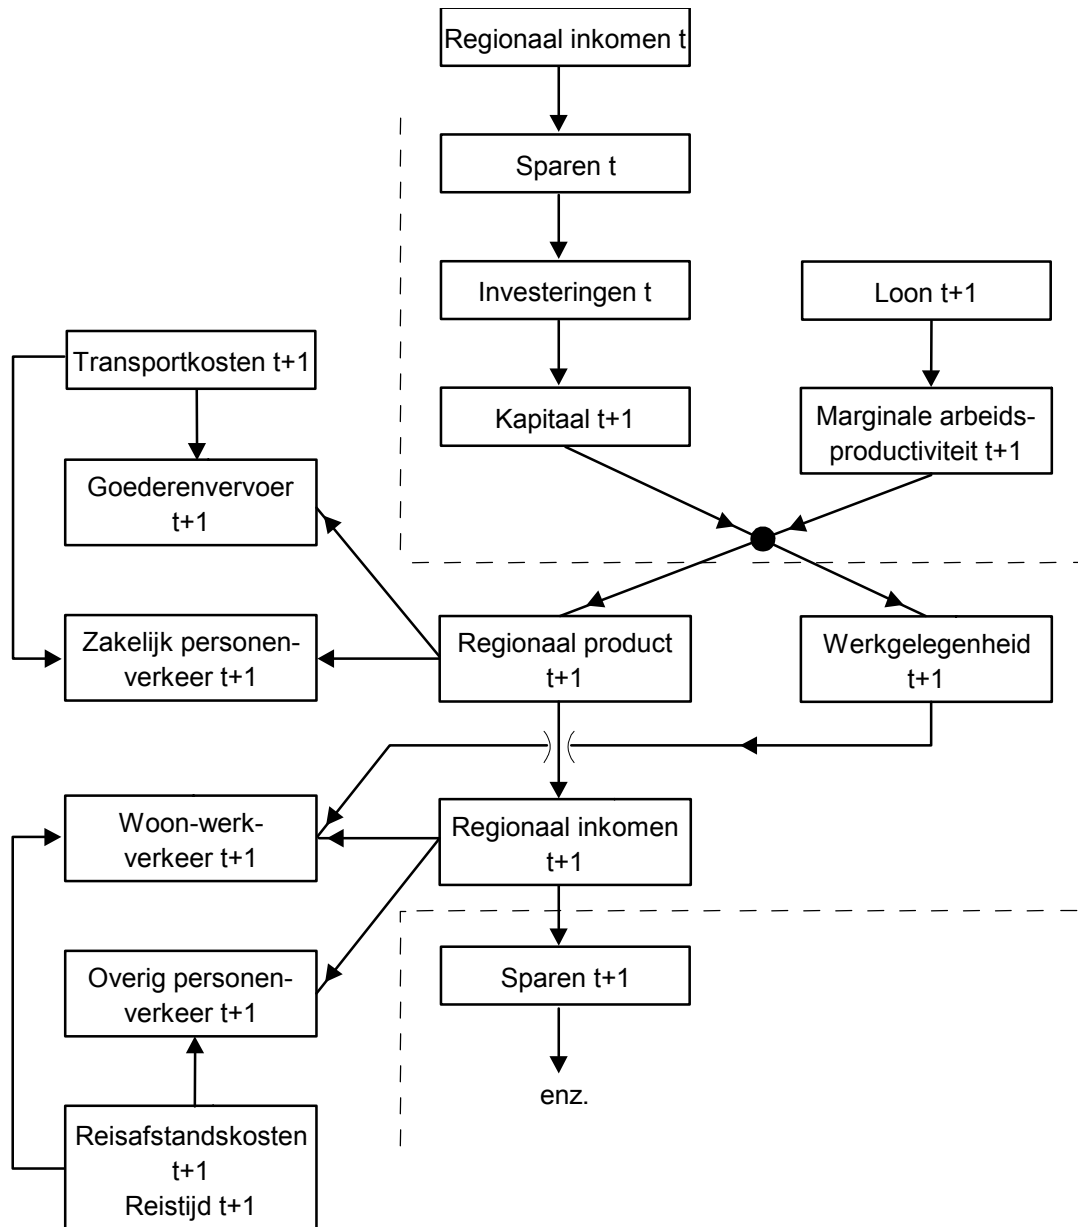 Regionaal inkomen t
Sparen t
Investeringen t
Loon t+1
Transportkosten t+1
Kapitaal t+1
Marginale arbeids-
productiviteit t+1
Goederenvervoer
t+1
Zakelijk personen-
verkeer t+1
Regionaal product
t+1
Werkgelegenheid
t+1
Woon-werk-
verkeer t+1
Regionaal inkomen
t+1
Overig personen-
verkeer t+1
Sparen t+1
enz.
Reisafstandskosten
t+1
Reistijd t+1